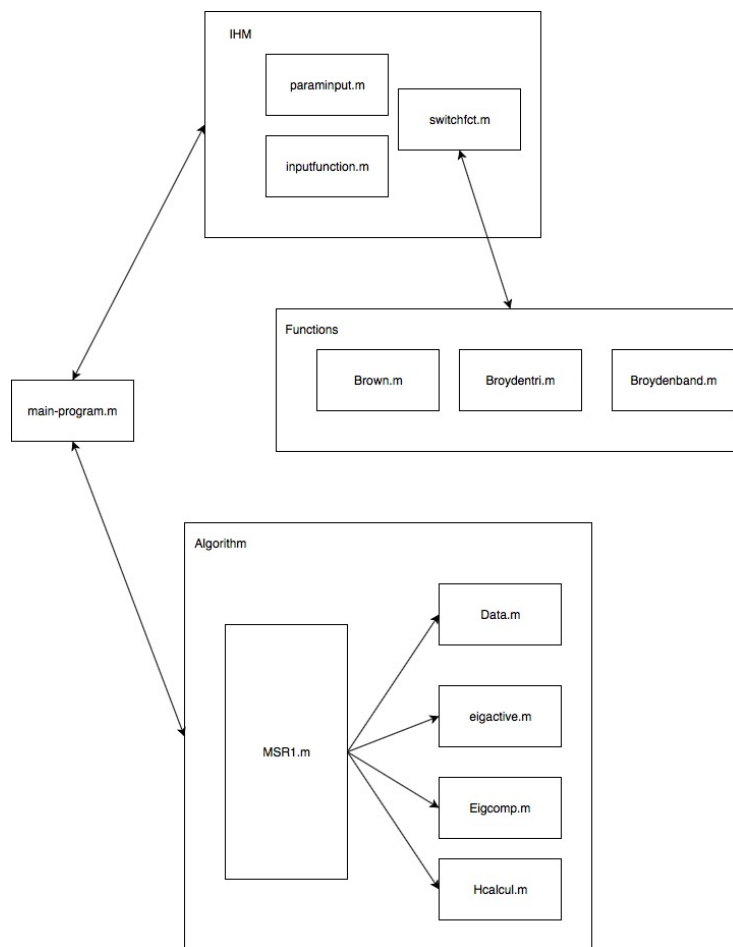 IHM
paraminput.m
switchfct.m
inputfunction.m
Functions
Brown.m
Broydentri.m
Broydenband.m
main-program.m
Algorithm
Data.m
eigactive.m
MSR1.m
Eigcomp.m
Hcalcul.m